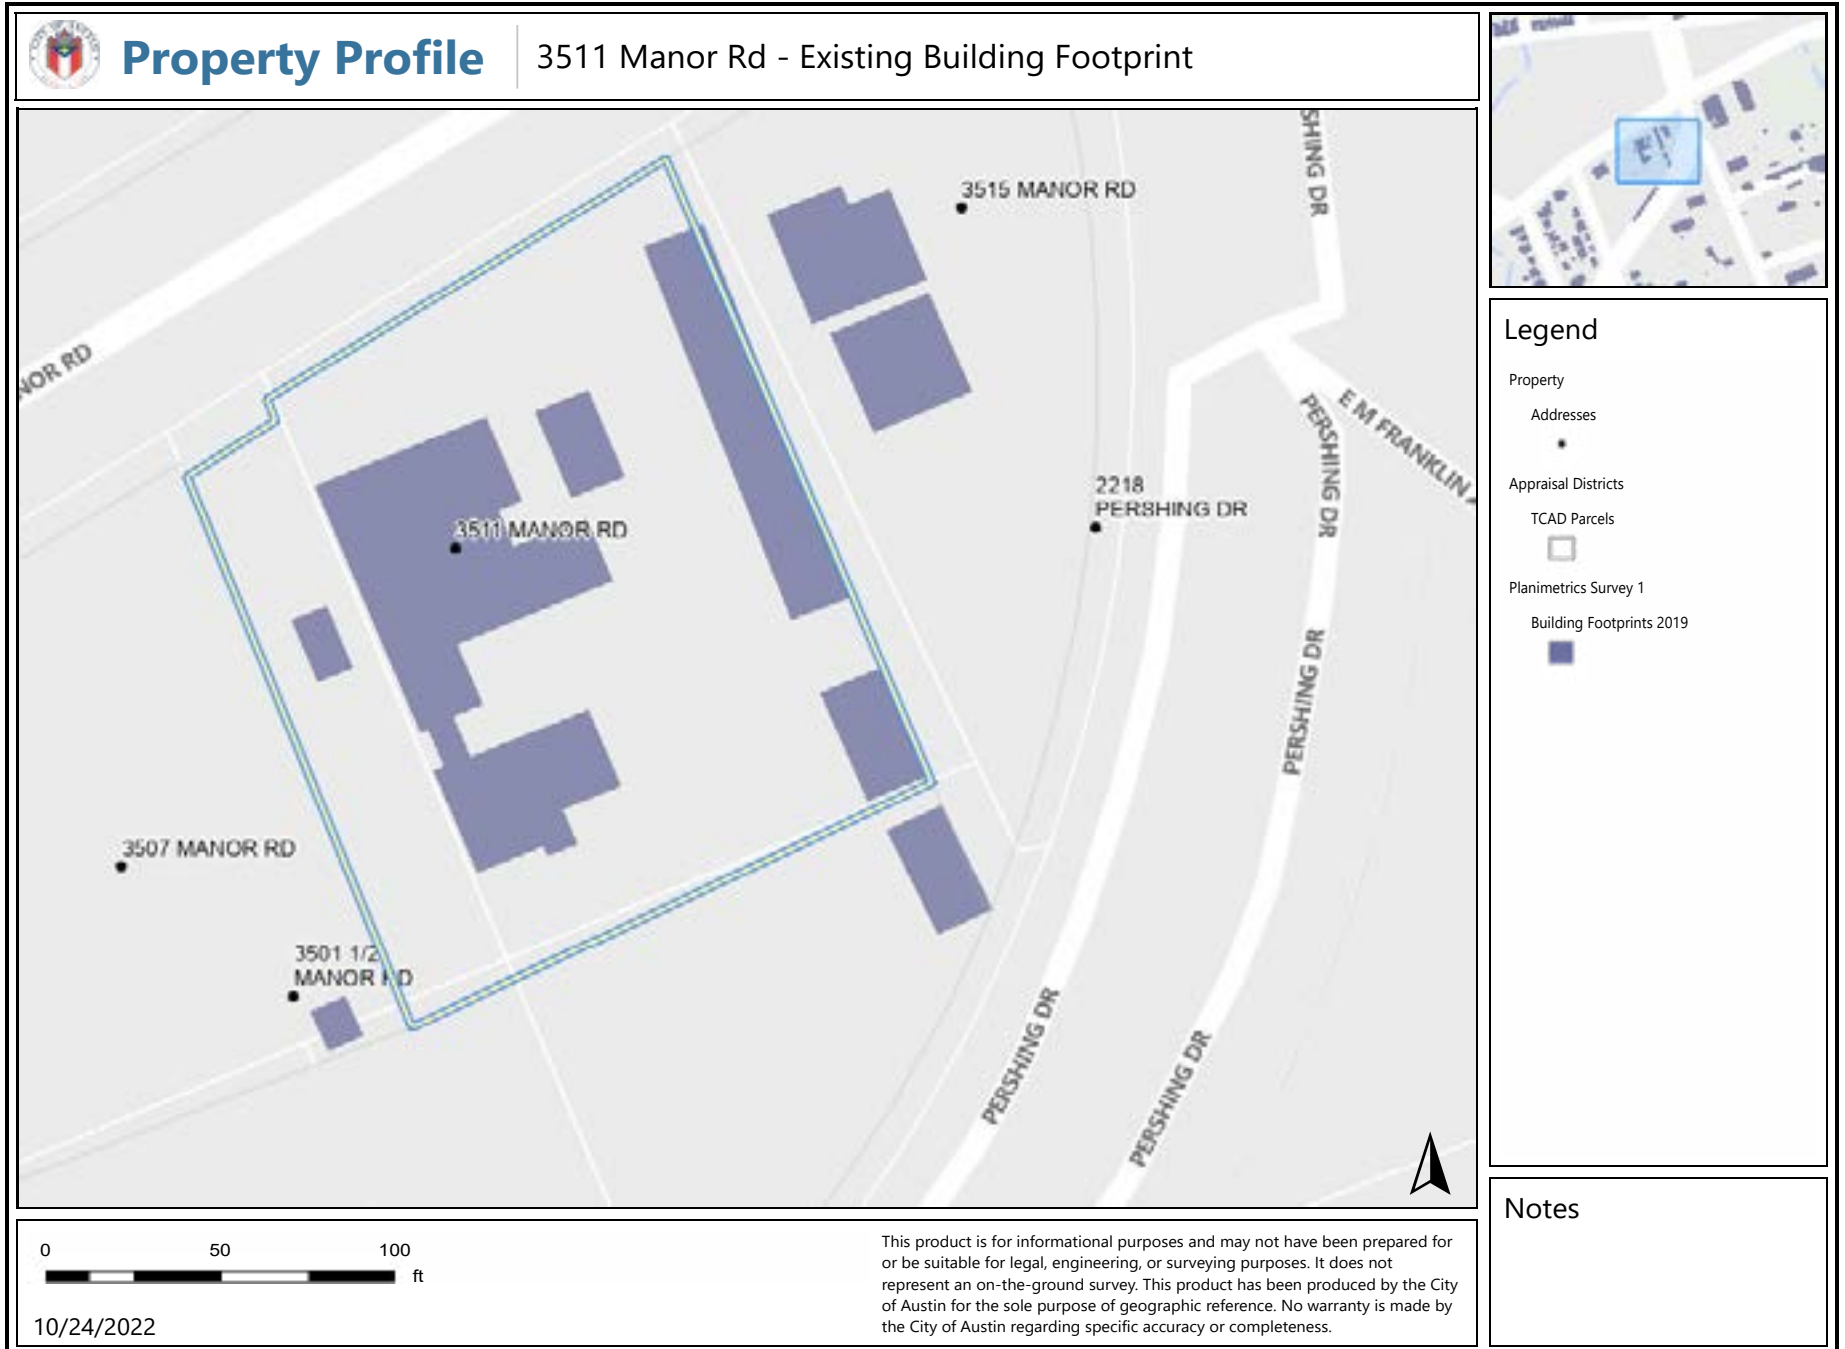 Property Profile
3511 Manor Rd - Existing Building Footprint
SHING DR
3515 MANOR RD
NOR RD
E M FRANKLIN
PERSHING DR
2218
PERSHING DR
3511 MANOR RD
PERSHING DR
3507 MANOR RD
3501 1/2
MANOR RD
PERSHING DR
PERSHING DR
Legend
Property
Addresses
Appraisal Districts
TCAD Parcels
Planimetrics Survey 1
Building Footprints 2019
Notes
0 50 100
ft
10/24/2022
This product is for informational purposes and may not have been prepared for
or be suitable for legal, engineering, or surveying purposes. It does not
represent an on-the-ground survey. This product has been produced by the City
of Austin for the sole purpose of geographic reference. No warranty is made by
the City of Austin regarding specific accuracy or completeness.